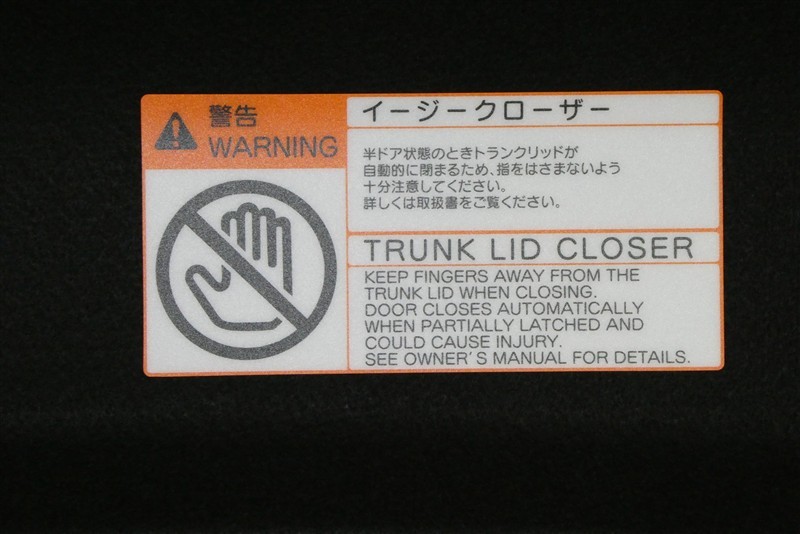 警告
WARNING
イージークローザー
半ドア状態のときトランクリッドが
自動的に閉まるため、指をはさまないよう
十分注意してください。
詳しくは取扱書をご覧ください。
TRUNK LID CLOSER
KEEP FINGERS AWAY FROM THE
TRUNK LID WHEN CLOSING.
DOOR CLOSES AUTOMATICALLY
WHEN PARTIALLY LATCHED AND
COULD CAUSE INJURY.
SEE OWNER'S MANUAL FOR DETAILS.